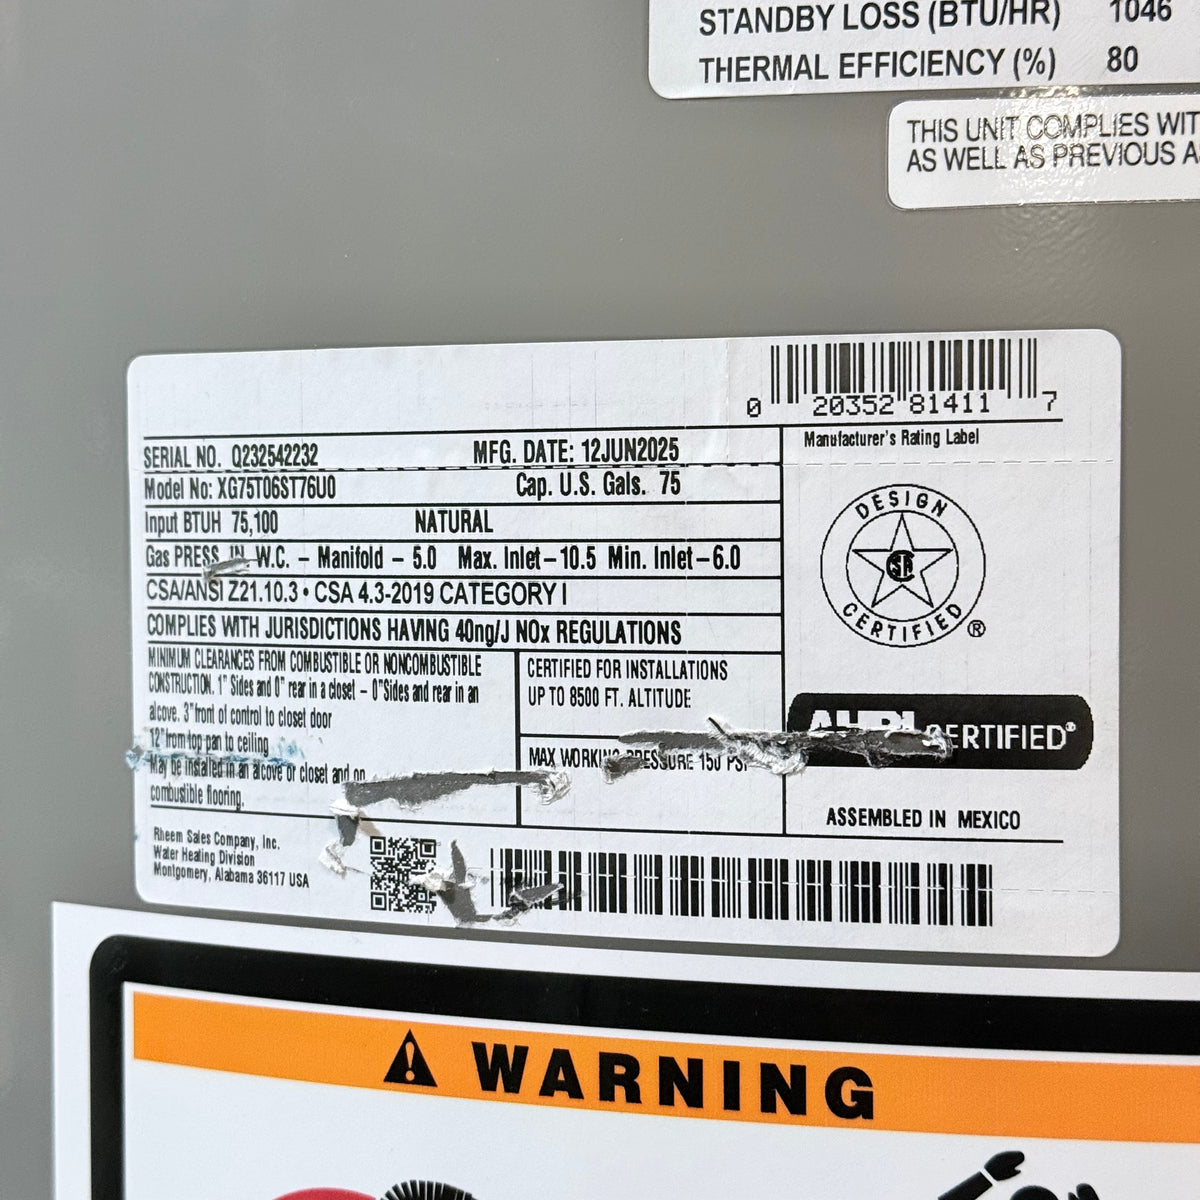 STANDBY LOSS (BTU/HR) 1046
THERMAL EFFICIENCY (%) 80
THIS UNIT COMPLIES WIT
AS WELL AS PREVIOUS A
0 20352 81411 7
SERIAL NO. Q232542232 MFG. DATE: 12JUN2025
Manufacturer's Rating Label
Model No: XG75T06ST76U0 Cap. U.S. Gals. 75
Input BTUH 75,100 NATURAL
Gas PRESS IN W.C. – Manifold – 5.0 Max. Inlet–10.5 Min. Inlet–6.0
CSA/ANSI Z21.10.3 • CSA 4.3-2019 CATEGORY I
COMPLIES WITH JURISDICTIONS HAVING 40ng/J NOx REGULATIONS
DESIGN
CSA
CERTIFIED ®
MINIMUM CLEARANCES FROM COMBUSTIBLE OR NONCOMBUSTIBLE
CONSTRUCTION. 1" Sides and 0" rear in a closet – 0"Sides and rear in an
alcove. 3"front of control to closet door
12"from top pan to ceiling
May be installed in an alcove or closet and on
combustible flooring.
CERTIFIED FOR INSTALLATIONS
UP TO 8500 FT. ALTITUDE
MAX WORKING PRESSURE 150 PSI
AHRI CERTIFIED®
ASSEMBLED IN MEXICO
Rheem Sales Company, Inc.
Water Heating Division
Montgomery, Alabama 36117 USA
WARNING